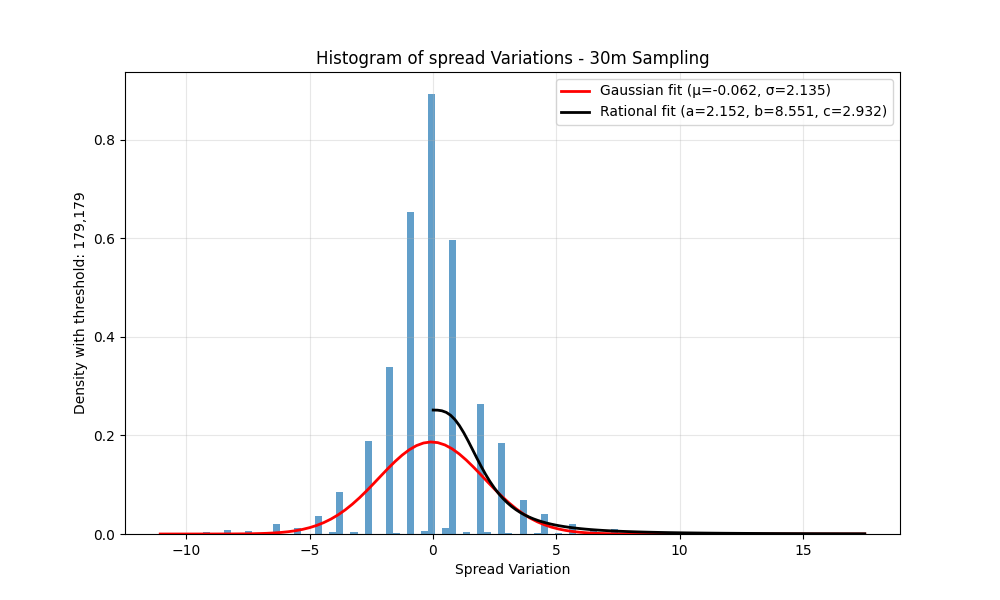 Histogram of spread Variations - 30m Sampling
Gaussian fit (μ=-0.062, σ=2.135)
Rational fit (a=2.152, b=8.551, c=2.932)
Density with threshold: 179,179
0.8
0.6
0.4
0.2
0.0
−10
−5
0
5
10
15
Spread Variation